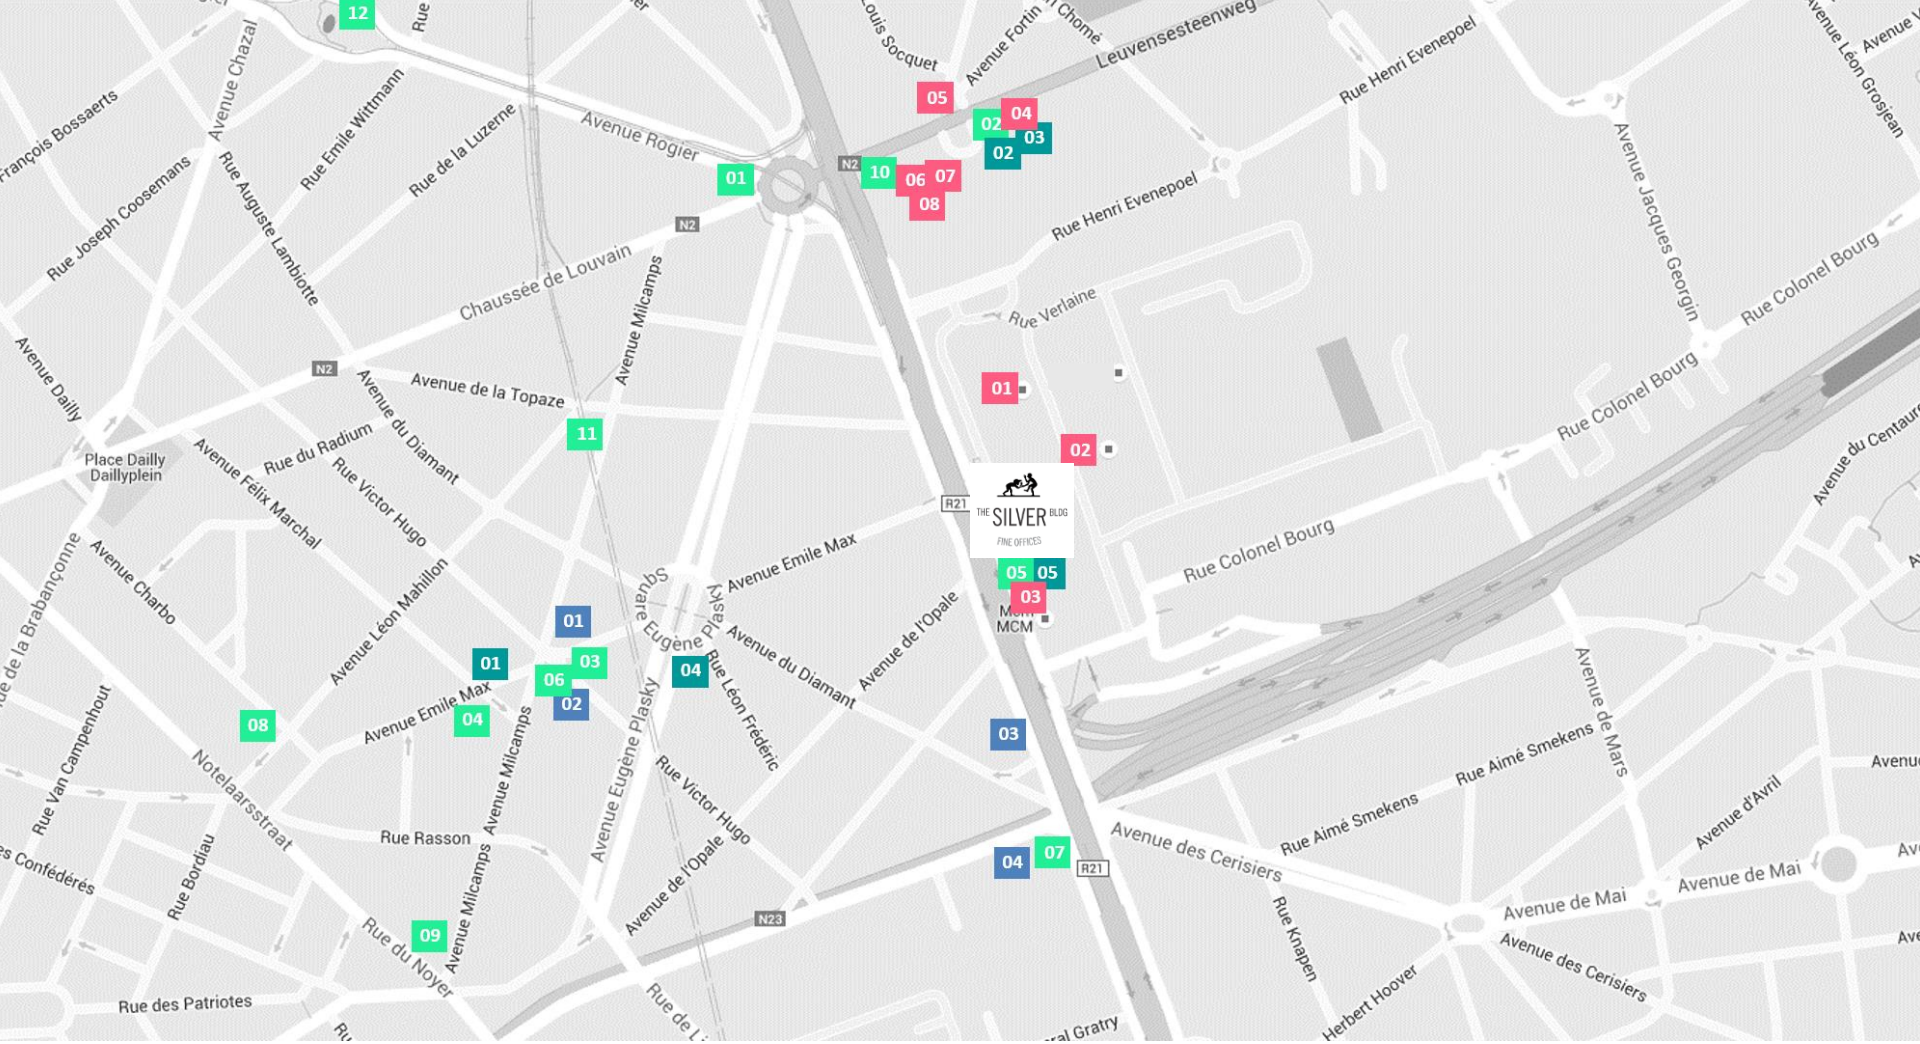 12
Rue
Louis Socquet
Avenue Fortin
Chomé
Leuvensesteenweg
Rue Henri Evenepoel
Avenue Léon Grosjean
Avenue
Avenue Chazal
François Bossaerts
Rue Emile Wittmann
Rue de la Luzerne
Avenue Rogier
05
04
02
03
02
01
N2
10
06
07
08
Rue Joseph Coosemans
Rue Auguste Lambiotte
N2
Chaussée de Louvain
Avenue Milcamps
Rue Henri Evenepoel
Rue Verlaine
Avenue Jacques Georgin
Rue Colonel Bourg
Avenue Dailly
N2
Avenue de la Topaze
01
Rue Colonel Bourg
Place Dailly
Daillyplein
Rue du Radium
Avenue du Diamant
11
02
Avenue du Centaure
Avenue Félix Marchal
Rue Victor Hugo
R21
THE SILVER BLDG
FINE OFFICES
Avenue Charbo
Avenue Léon Mahillon
Square Eugène Plasky
Avenue Emile Max
Rue Colonel Bourg
05
05
03
MCM
01
01
03
06
02
04
04
08
Avenue Emile Max
Rue Léon Frédéric
Avenue du Diamant
Avenue de l'Opale
03
Avenue de Mars
Rue Van Campenhout
Notelaarsstraat
Avenue Milcamps
Avenue Eugène Plasky
Rue Victor Hugo
Rue Aimé Smekens
Rue Aimé Smekens
Avenue d'Avril
Rue Rasson
Rue Bordiau
Avenue Milcamps
Avenue de l'Opale
04
07
R21
Avenue des Cerisiers
Avenue de Mai
Avenue de Mai
N23
09
Rue du Noyer
Rue Knapen
Avenue des Cerisiers
Rue des Patriotes
Herbert Hoover
Gratry